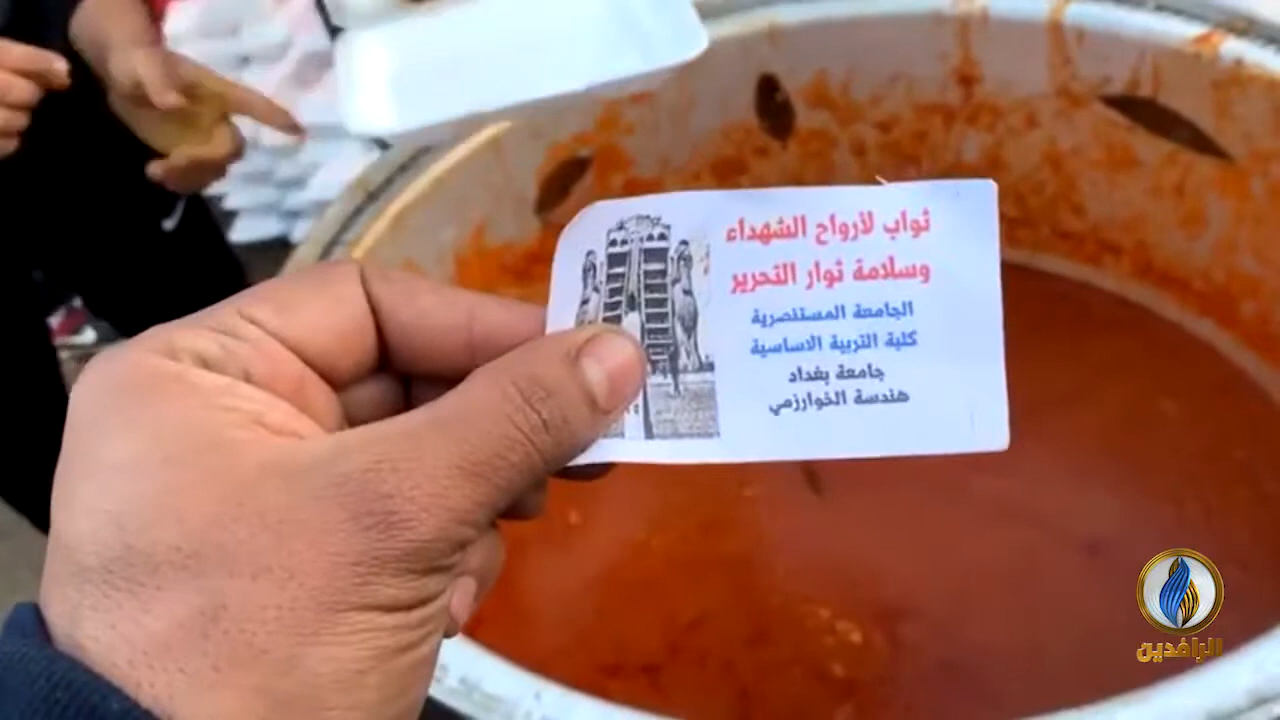 ثواب لأرواح الشهداء
وسلامة ثوار التحرير
الجامعة المستنصرية
كلية التربية الاساسية
جامعة بغداد
هندسة الخوارزمي
الرافدين